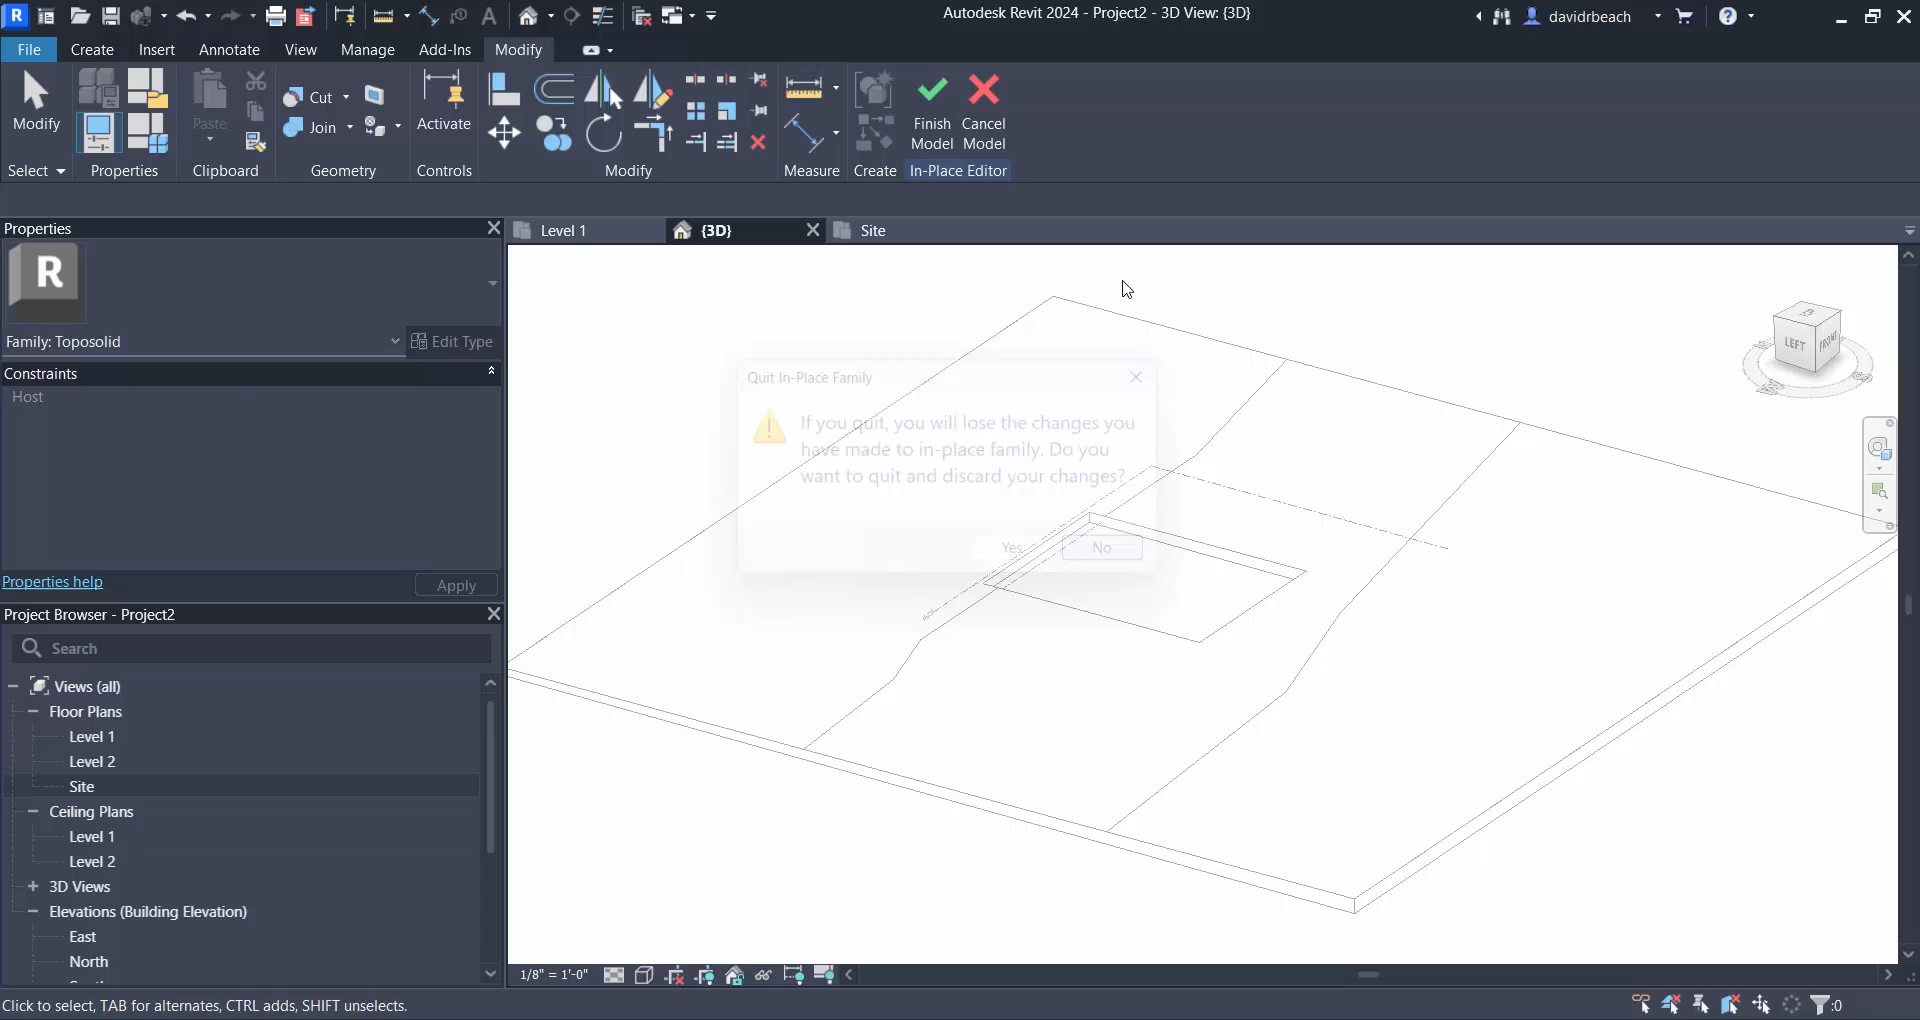 Autodesk Revit 2024 - Project2 - 3D View: {3D}
davidrbeach
File
Create
Insert
Annotate
View
Manage
Add-Ins
Modify
Modify
Paste
Cut
Join
Activate
Finish
Model
Cancel
Model
Select
Properties
Clipboard
Geometry
Controls
Modify
Measure
Create
In-Place Editor
Properties
R
Family: Toposolid
Edit Type
Constraints
Host
Properties help
Apply
Project Browser - Project2
Search
Views (all)
Floor Plans
Level 1
Level 2
Site
Ceiling Plans
Level 1
Level 2
3D Views
Elevations (Building Elevation)
East
North
Level 1
{3D}
Site
Quit In-Place Family
If you quit, you will lose the changes you
have made to in-place family. Do you
want to quit and discard your changes?
Yes
No
LEFT
FRONT
1/8" = 1'-0"
Click to select, TAB for alternates, CTRL adds, SHIFT unselects.
:0